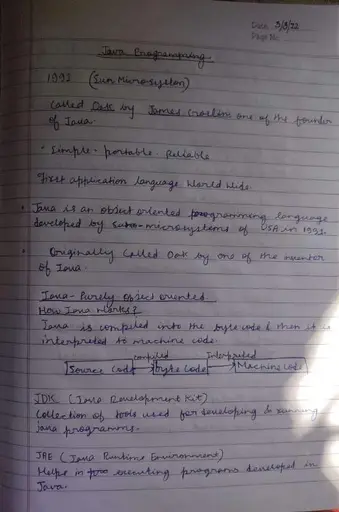 Date 3/3/22
Page No.
Java Programming
1991 (Sun Microsystem)
Called Oak by James Goslin one of the founder
of Java.
• Simple • portable • Reliable
First application language World Wide.
• Java is an object oriented programming language
developed by Sun microsystems of USA in 1991.
• Originally called Oak by one of the inventor
of Java.
Java - Purely object oriented
How Java Works?
Java is compiled into the byte code & then it is
interpreted to machine code.
compiled Interpreted
Source Code → Byte Code → Machine Code
JDK (Java Development Kit)
Collection of tools used for developing & running
java programms.
JRE (Java Runtime Environment)
Helps in executing programs developed in
Java.